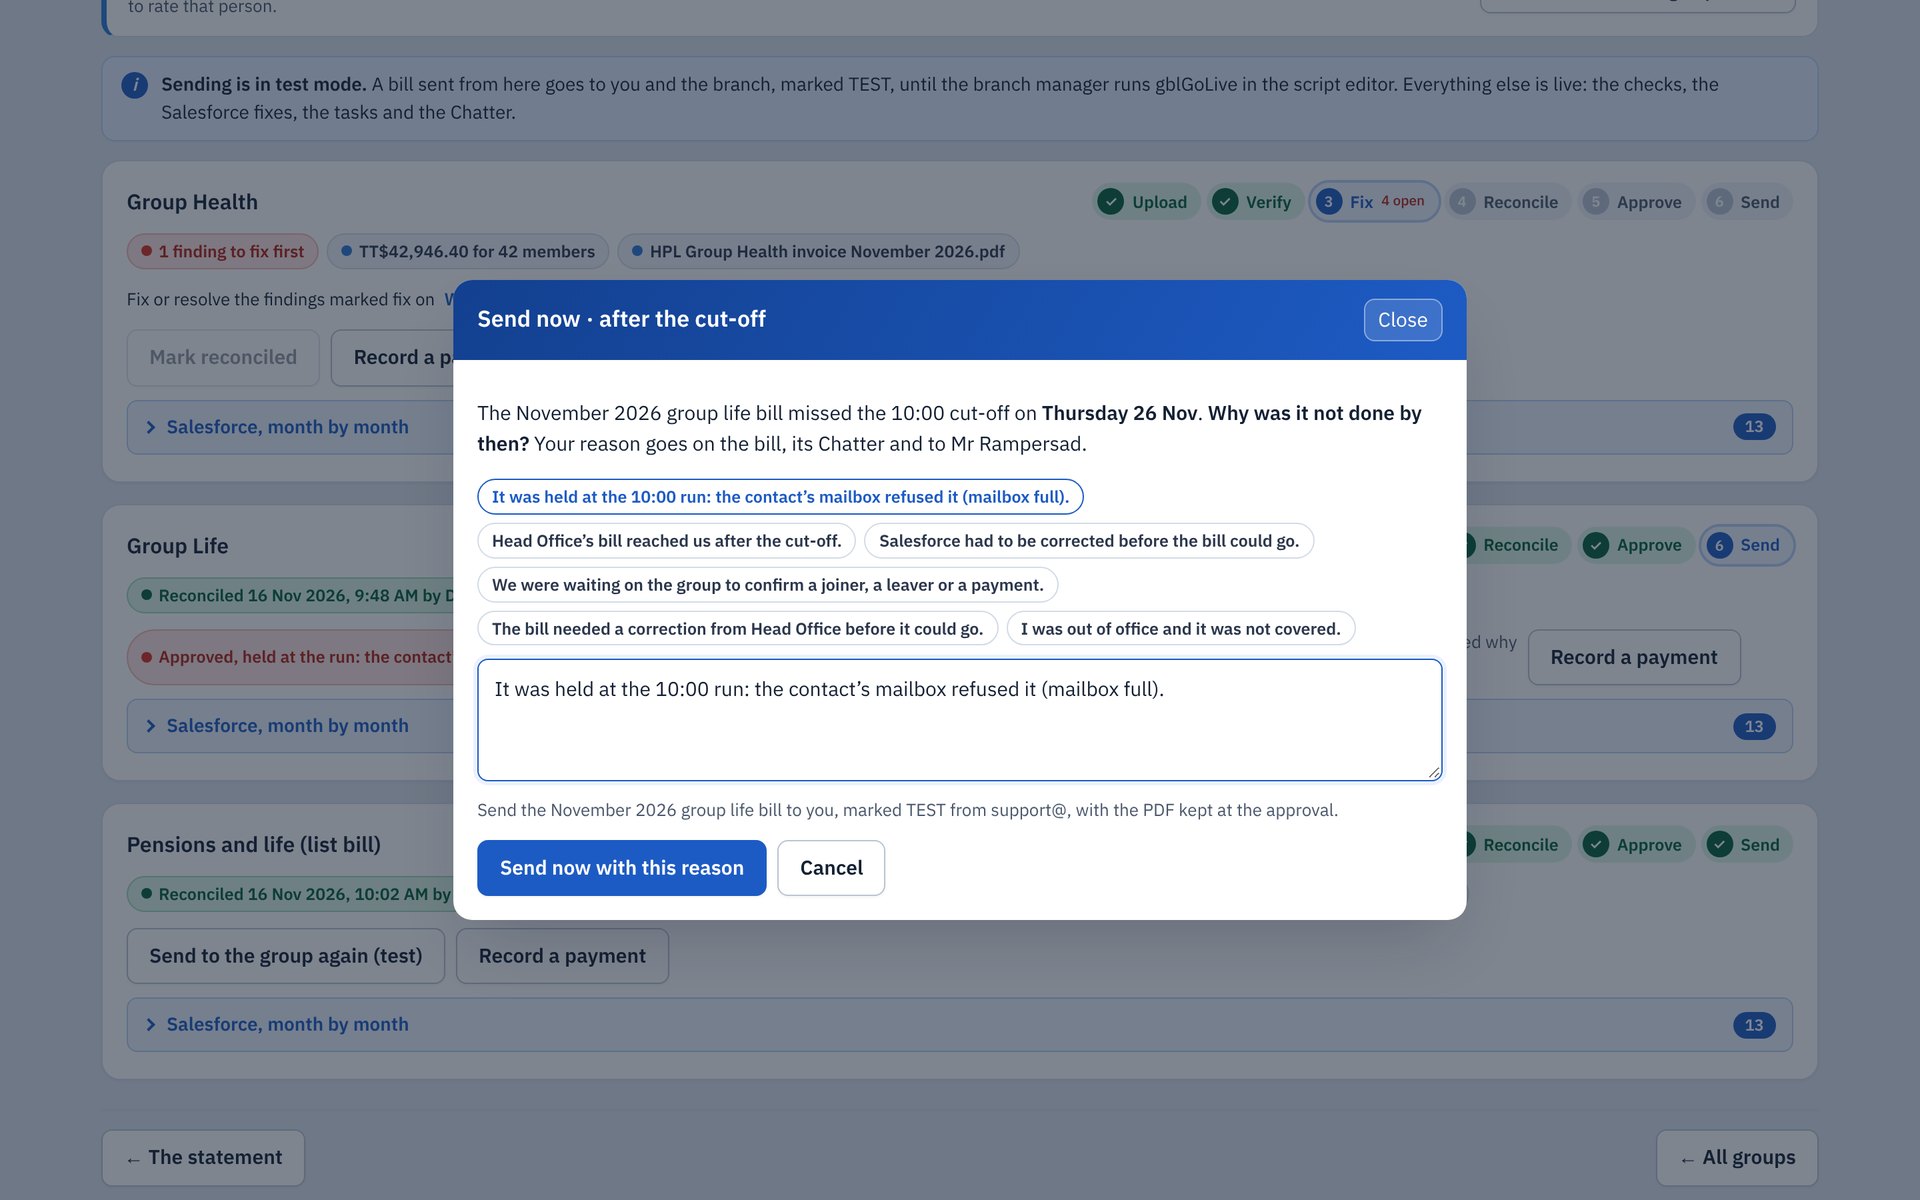 to rate that person.
Sending is in test mode. A bill sent from here goes to you and the branch, marked TEST, until the branch manager runs gblGoLive in the script editor. Everything else is live: the checks, the
Salesforce fixes, the tasks and the Chatter.
Group Health
Upload
Verify
3 Fix 4 open
4 Reconcile
5 Approve
6 Send
1 finding to fix first
TT$42,946.40 for 42 members
HPL Group Health invoice November 2026.pdf
Fix or resolve the findings marked fix on
Mark reconciled
Record a
Salesforce, month by month
13
Send now · after the cut-off
Close
The November 2026 group life bill missed the 10:00 cut-off on Thursday 26 Nov. Why was it not done by
then? Your reason goes on the bill, its Chatter and to Mr Rampersad.
It was held at the 10:00 run: the contact’s mailbox refused it (mailbox full).
Head Office’s bill reached us after the cut-off.
Salesforce had to be corrected before the bill could go.
We were waiting on the group to confirm a joiner, a leaver or a payment.
The bill needed a correction from Head Office before it could go.
I was out of office and it was not covered.
It was held at the 10:00 run: the contact’s mailbox refused it (mailbox full).
Send the November 2026 group life bill to you, marked TEST from support@, with the PDF kept at the approval.
Send now with this reason
Cancel
Group Life
Reconcile
Approve
6 Send
Reconciled 16 Nov 2026, 9:48 AM by
Approved, held at the run: the contact
why
Record a payment
Salesforce, month by month
13
Pensions and life (list bill)
Reconcile
Approve
Send
Reconciled 16 Nov 2026, 10:02 AM by
Send to the group again (test)
Record a payment
Salesforce, month by month
13
← The statement
← All groups